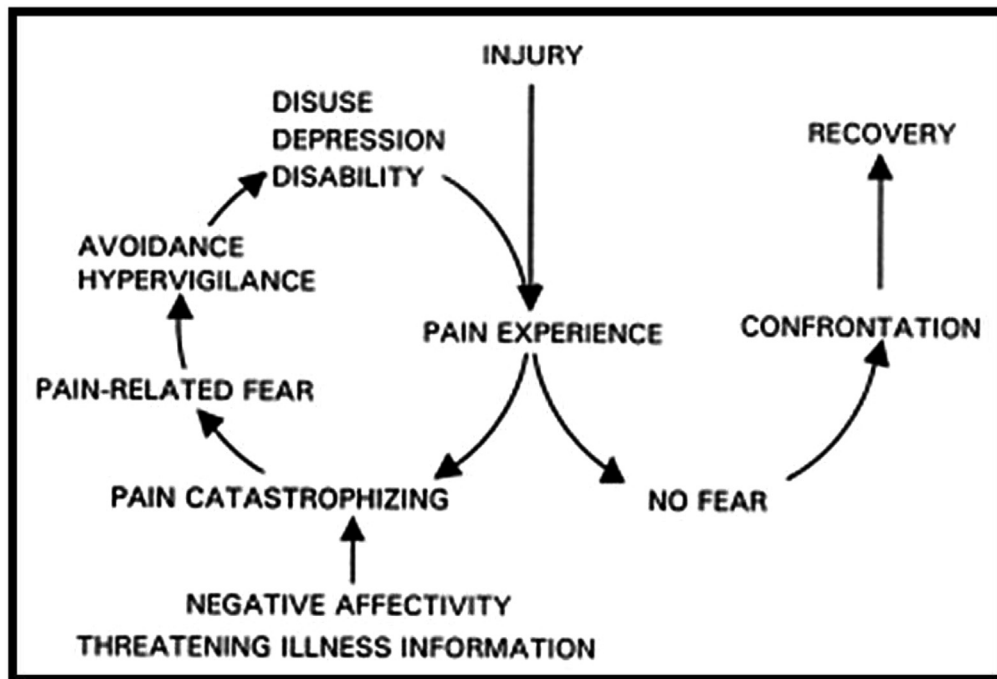 INJURY
DISUSE
DEPRESSION
DISABILITY
RECOVERY
AVOIDANCE
HYPERVIGILANCE
PAIN EXPERIENCE
CONFRONTATION
PAIN-RELATED FEAR
PAIN CATASTROPHIZING
NO FEAR
NEGATIVE AFFECTIVITY
THREATENING ILLNESS INFORMATION